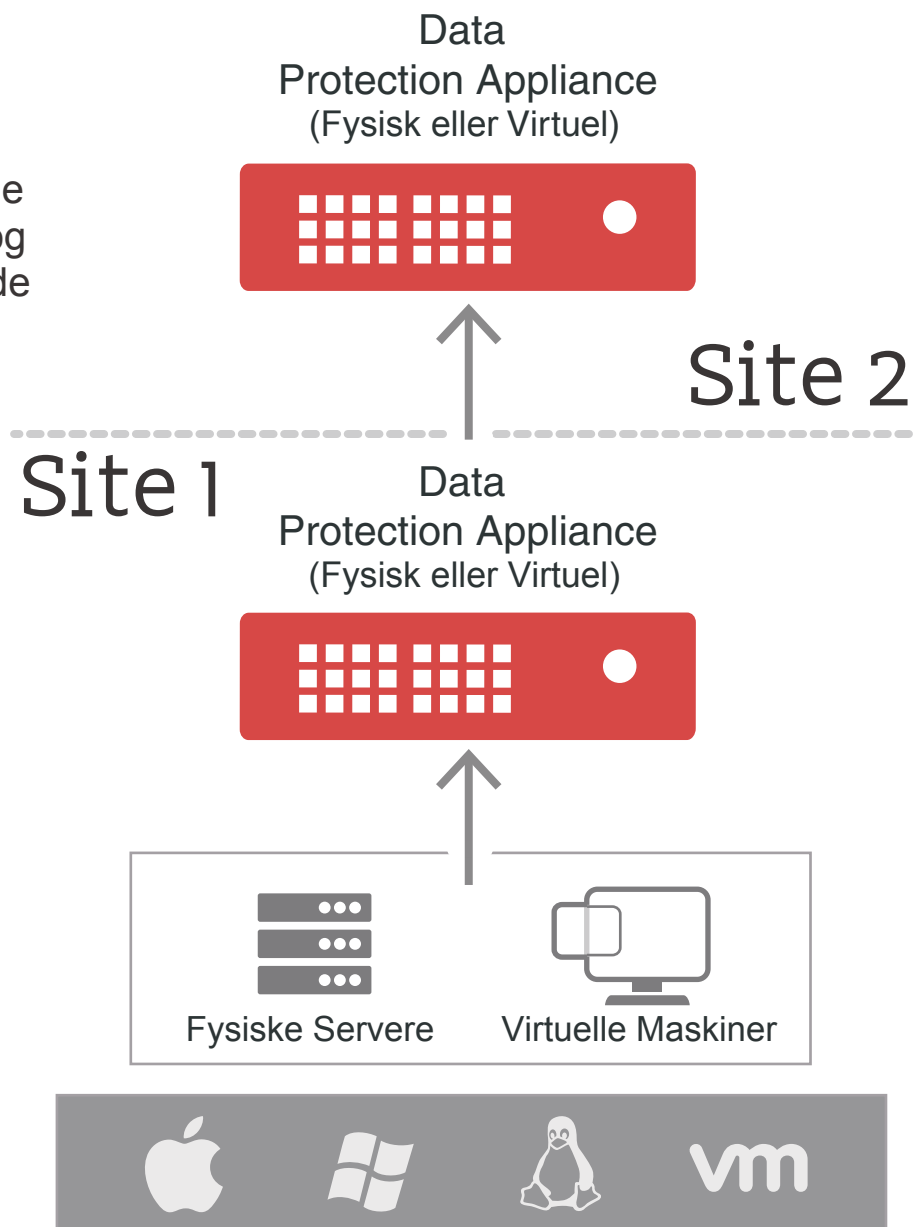 Data
Protection Appliance
(Fysisk eller Virtuel)
Site 2
Site 1
Data
Protection Appliance
(Fysisk eller Virtuel)
Fysiske Servere
Virtuelle Maskiner
vm